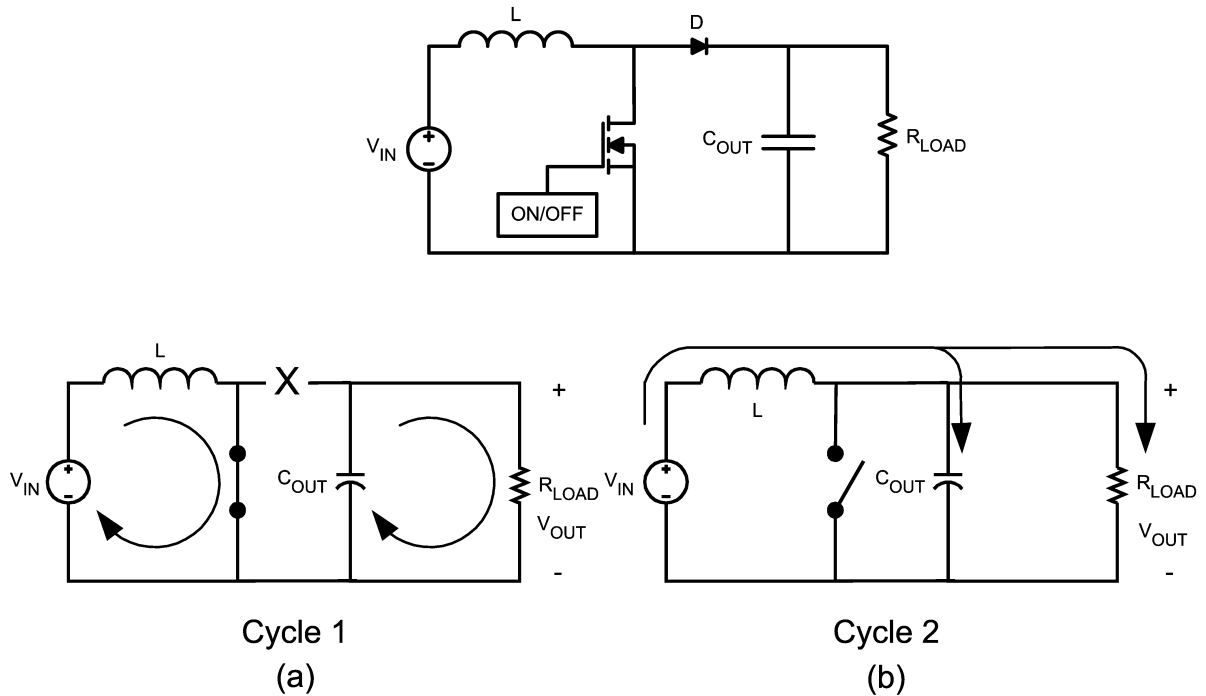 L
D
V_IN
+
-
C_OUT
R_LOAD
ON/OFF
L
X
+
V_IN
+
-
C_OUT
R_LOAD
V_OUT
-
Cycle 1
(a)
L
+
V_IN
+
-
C_OUT
R_LOAD
V_OUT
-
Cycle 2
(b)